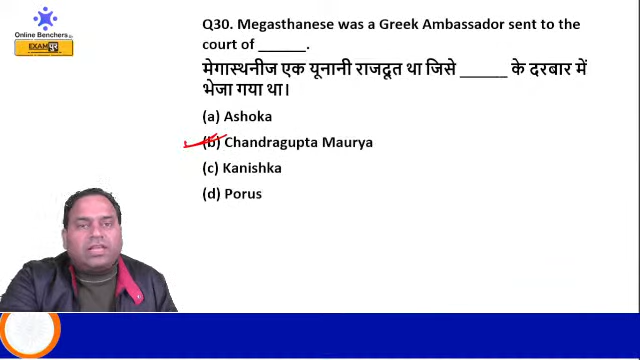 Online Benchers
EXAM पुर
Q30. Megasthanese was a Greek Ambassador sent to the
court of ______.
मेगास्थनीज एक यूनानी राजदूत था जिसे ______ के दरबार में
भेजा गया था।
(a) Ashoka
(b) Chandragupta Maurya
(c) Kanishka
(d) Porus